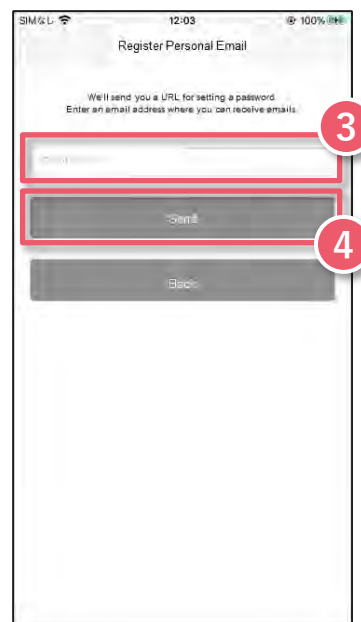 SIMなし 12:03 100%
Register Personal Email
We'll send you a URL for setting a password
Enter an email address where you can receive emails.
3
Send
4
Back